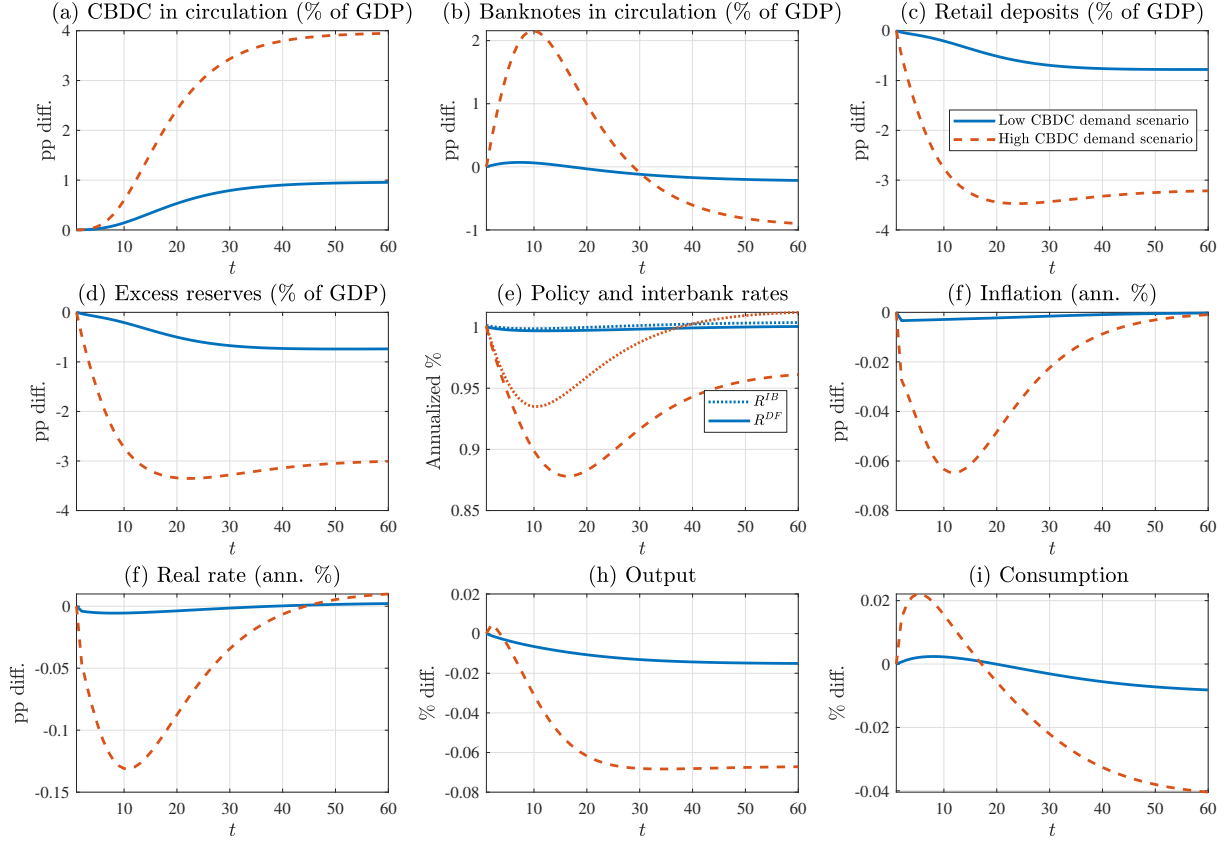 (a) CBDC in circulation (% of GDP)
pp diff.
4
3
2
1
0
10 20 30 40 50 60
t
(b) Banknotes in circulation (% of GDP)
pp diff.
2
1
0
-1
10 20 30 40 50 60
t
(c) Retail deposits (% of GDP)
pp diff.
0
-1
-2
-3
-4
Low CBDC demand scenario
High CBDC demand scenario
10 20 30 40 50 60
t
(d) Excess reserves (% of GDP)
pp diff.
0
-1
-2
-3
-4
10 20 30 40 50 60
t
(e) Policy and interbank rates
Annualized %
1
0.95
0.9
0.85
R^{IB}
R^{DF}
10 20 30 40 50 60
t
(f) Inflation (ann. %)
pp diff.
0
-0.02
-0.04
-0.06
-0.08
10 20 30 40 50 60
t
(f) Real rate (ann. %)
pp diff.
0
-0.05
-0.1
-0.15
10 20 30 40 50 60
t
(h) Output
% diff.
0.02
0
-0.02
-0.04
-0.06
-0.08
10 20 30 40 50 60
t
(i) Consumption
% diff.
0.02
0
-0.02
-0.04
10 20 30 40 50 60
t